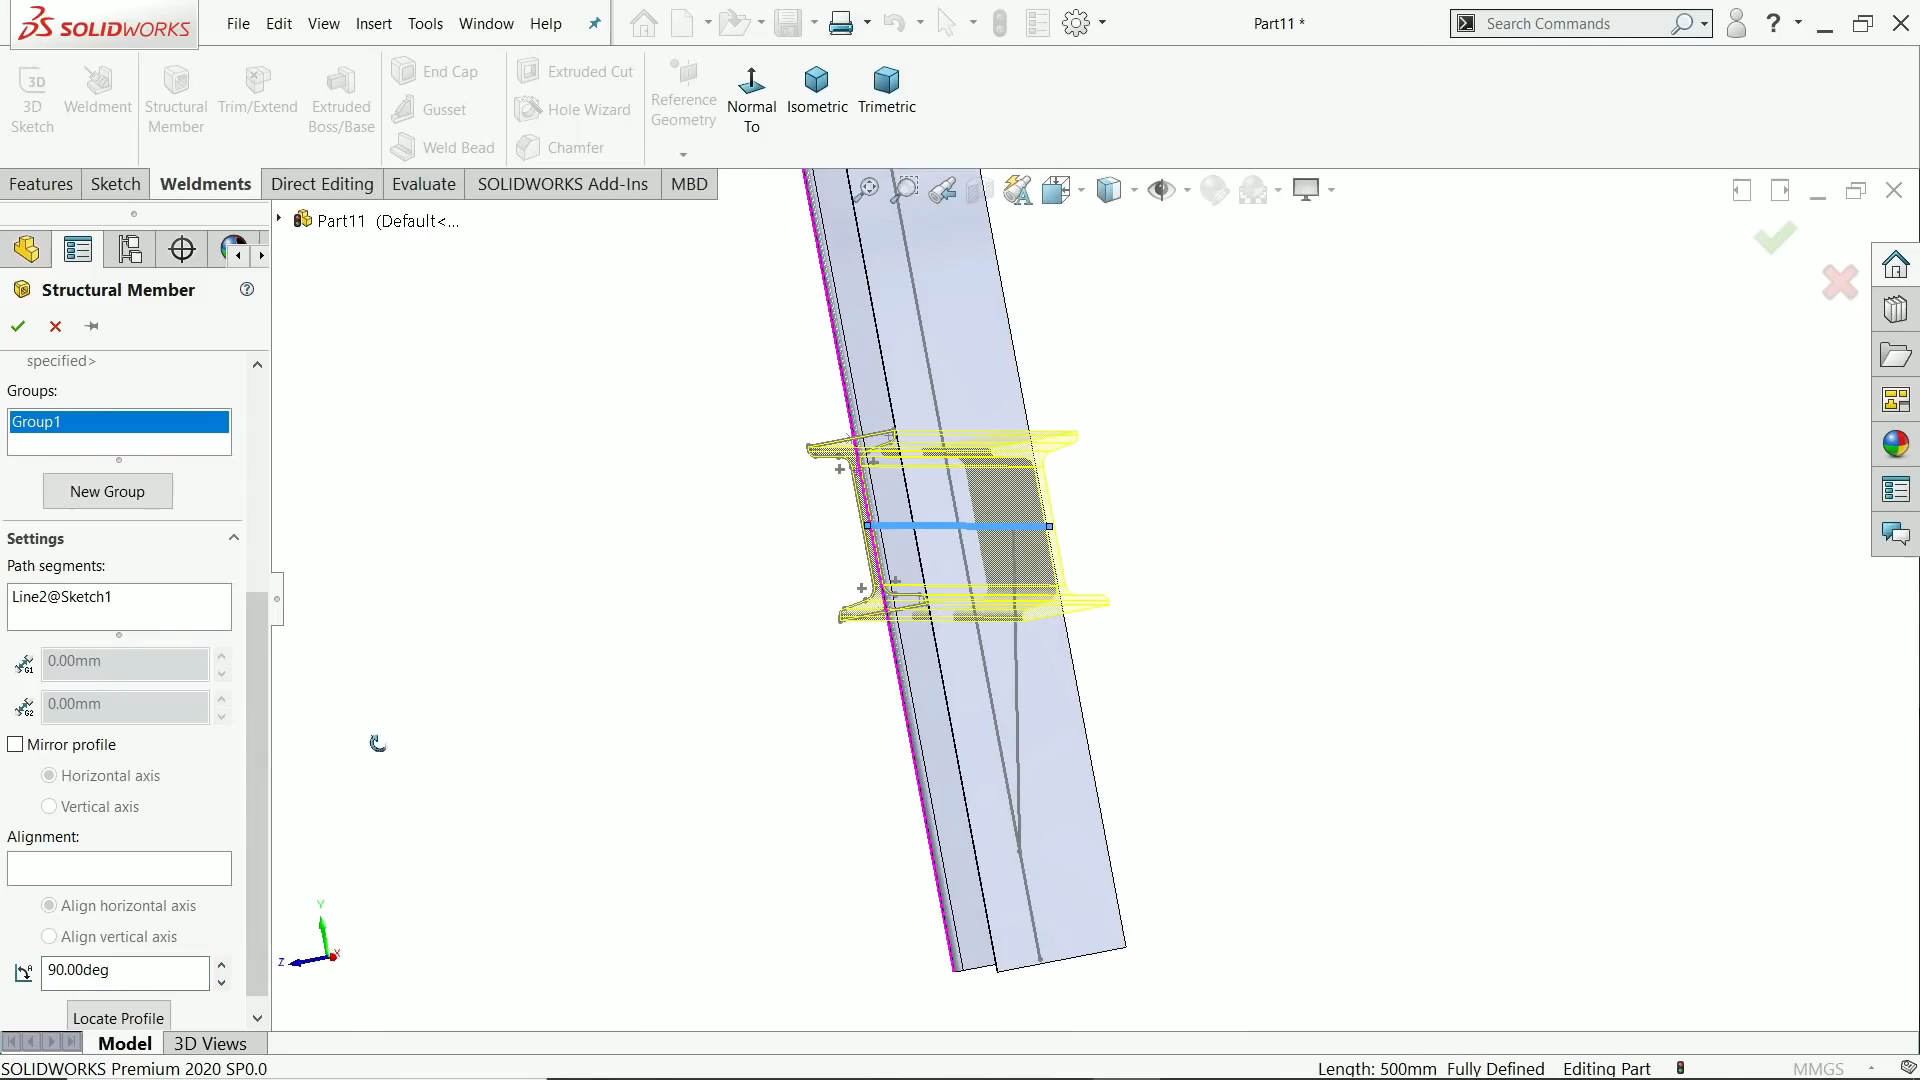 SOLIDWORKS
File Edit View Insert Tools Window Help
Part11 *
Search Commands
3D Sketch
Weldment
Structural Member
Trim/Extend
Extruded Boss/Base
End Cap
Gusset
Weld Bead
Extruded Cut
Hole Wizard
Chamfer
Reference Geometry
Normal To
Isometric
Trimetric
Features Sketch Weldments Direct Editing Evaluate SOLIDWORKS Add-Ins MBD
Part11 (Default<...
Structural Member
specified>
Groups:
Group1
New Group
Settings
Path segments:
Line2@Sketch1
G1 0.00mm
G2 0.00mm
Mirror profile
Horizontal axis
Vertical axis
Alignment:
Align horizontal axis
Align vertical axis
90.00deg
Locate Profile
Y
Z
X
Model 3D Views
SOLIDWORKS Premium 2020 SP0.0
Length: 500mm Fully Defined Editing Part MMGS